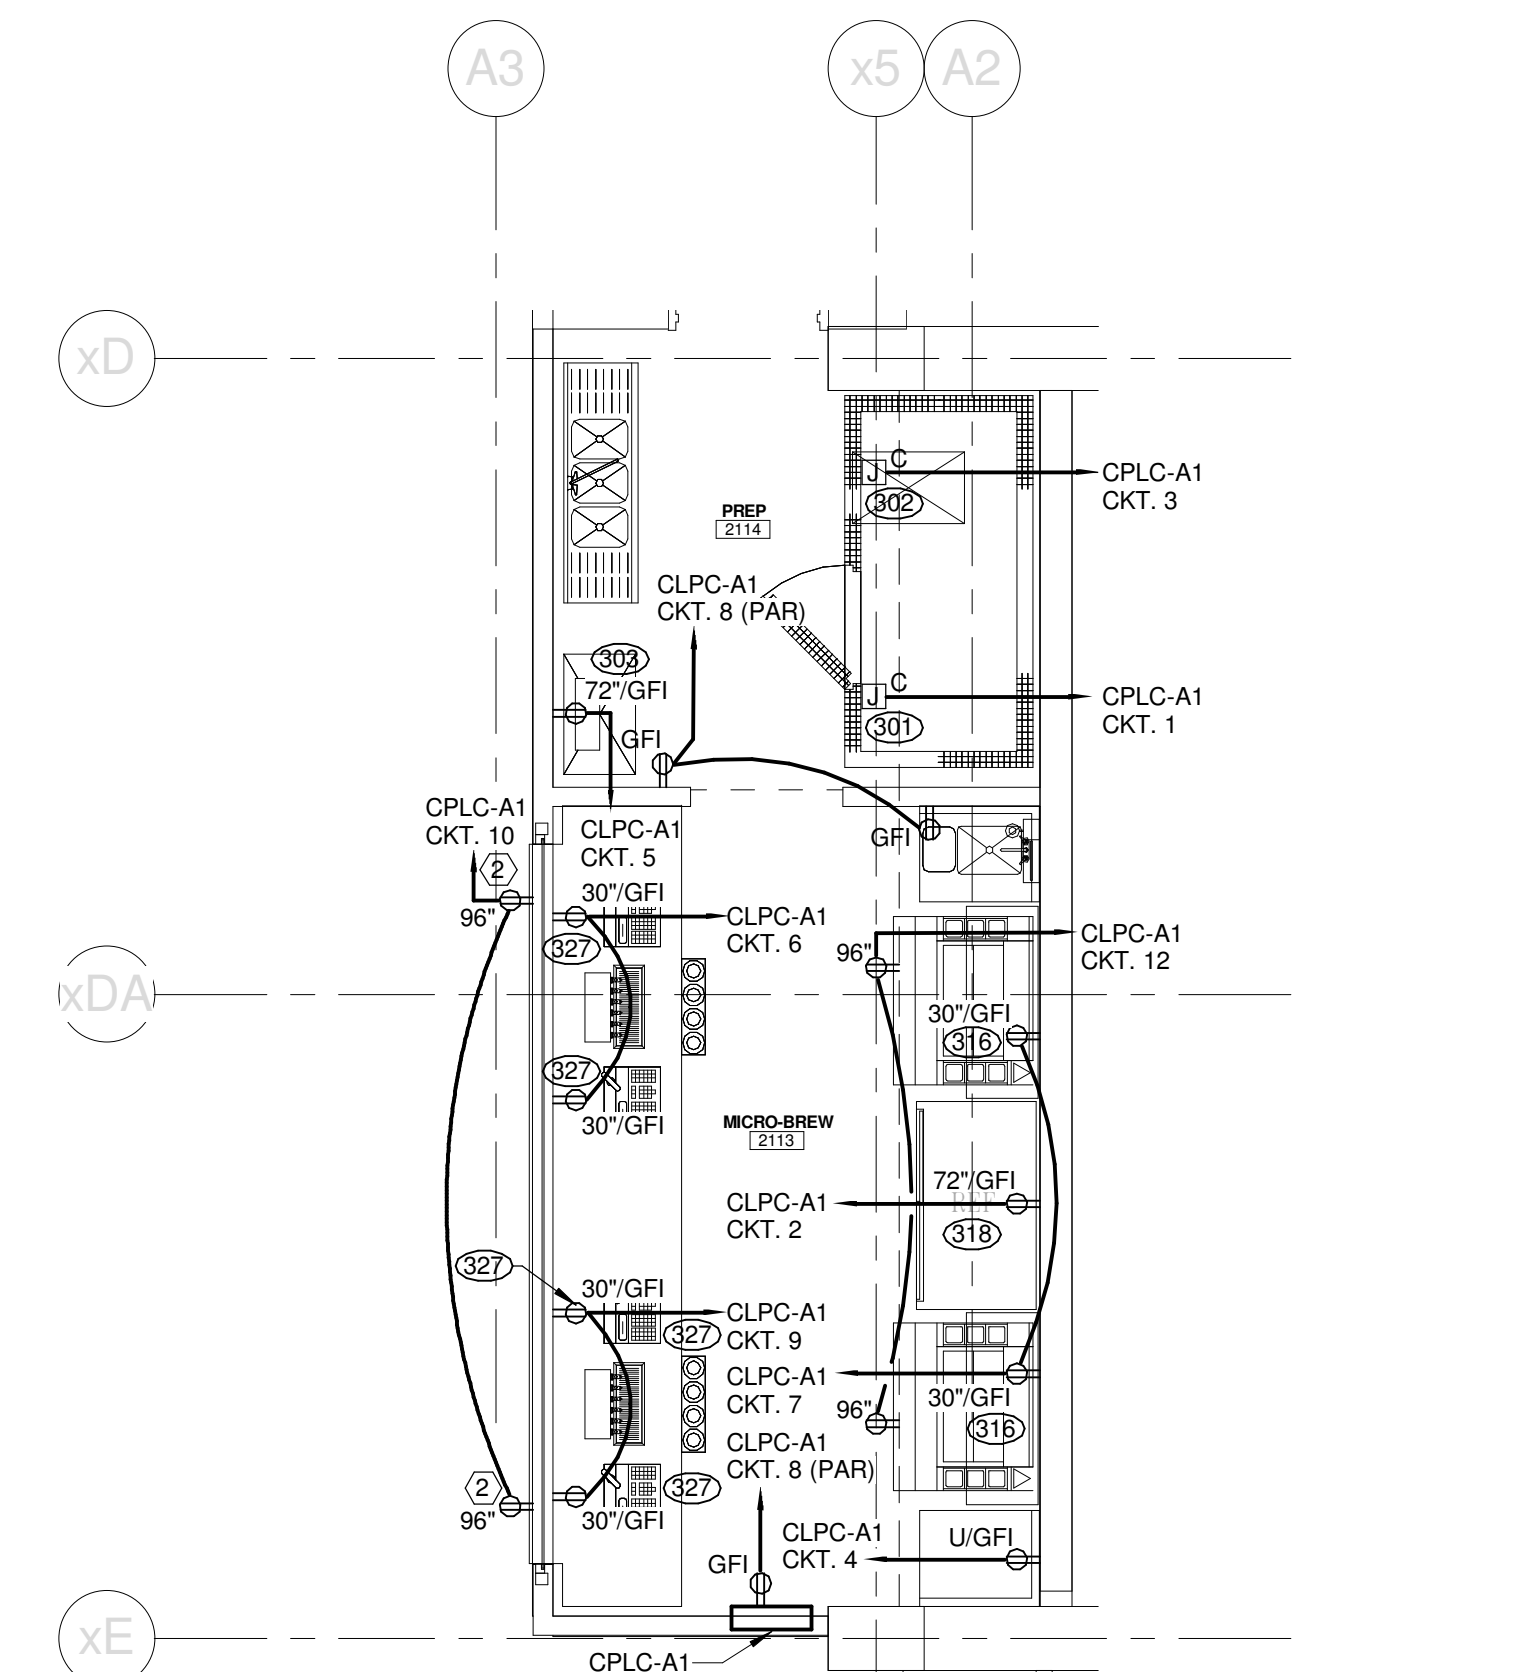 A3
x5
A2
xD
C
J
302
CPLC-A1
CKT. 3
PREP
2114
CLPC-A1
CKT. 8 (PAR)
303
72"/GFI
GFI
C
J
301
CPLC-A1
CKT. 1
CPLC-A1
CKT. 10
2
96"
CLPC-A1
CKT. 5
GFI
30"/GFI
327
CLPC-A1
CKT. 6
96"
CLPC-A1
CKT. 12
xDA
30"/GFI
316
327
30"/GFI
MICRO-BREW
2113
72"/GFI
REF
318
CLPC-A1
CKT. 2
327
30"/GFI
327
CLPC-A1
CKT. 9
CLPC-A1
CKT. 7
30"/GFI
316
96"
CLPC-A1
CKT. 8 (PAR)
327
2
96"
30"/GFI
GFI
CLPC-A1
CKT. 4
U/GFI
xE
CPLC-A1